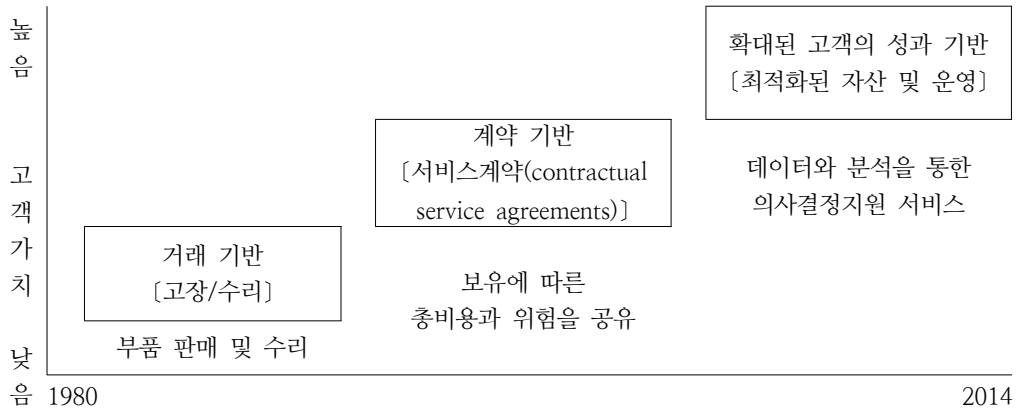 높음
고객가치
낮음
확대된 고객의 성과 기반
〔최적화된 자산 및 운영〕
데이터와 분석을 통한
의사결정지원 서비스
계약 기반
〔서비스계약(contractual
service agreements)〕
보유에 따른
총비용과 위험을 공유
거래 기반
〔고장/수리〕
부품 판매 및 수리
1980
2014